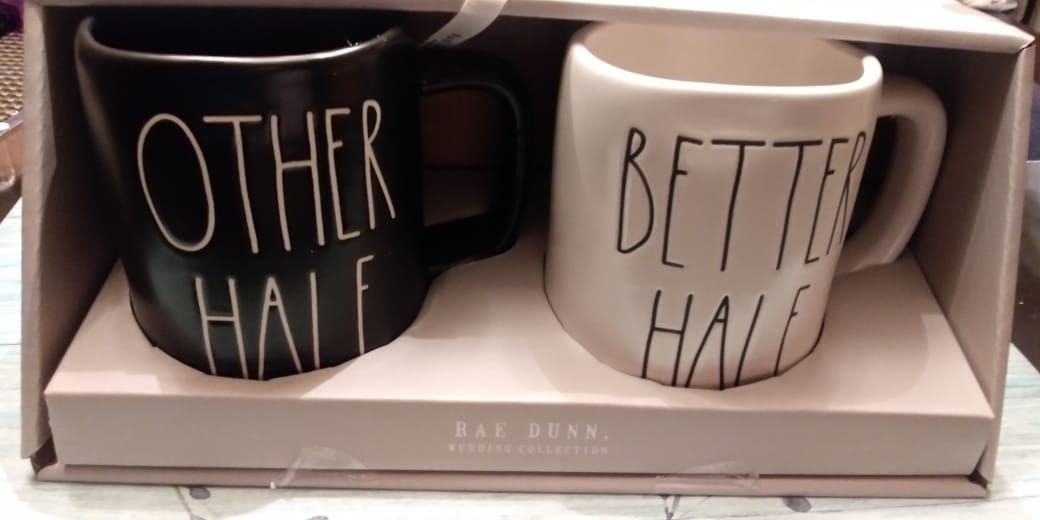 OTHER
HALF
BETTER
HALF
RAE DUNN.
WEDDING COLLECTION